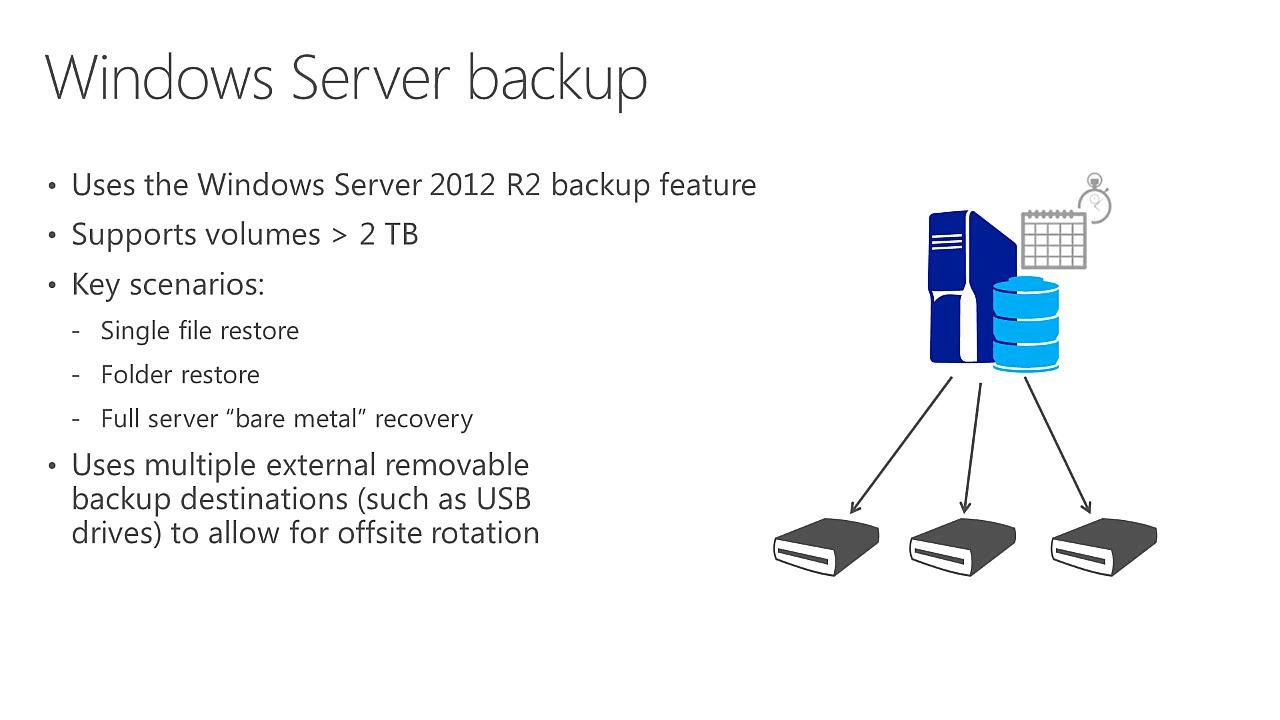 Windows Server backup
• Uses the Windows Server 2012 R2 backup feature
• Supports volumes > 2 TB
• Key scenarios:
- Single file restore
- Folder restore
- Full server “bare metal” recovery
• Uses multiple external removable
backup destinations (such as USB
drives) to allow for offsite rotation